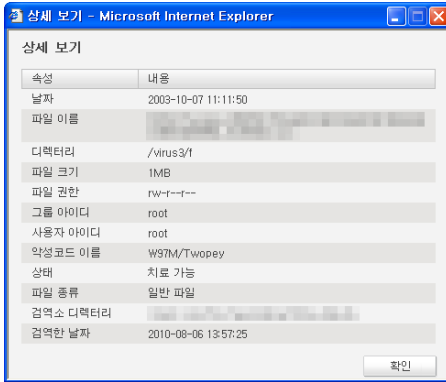 상세 보기 - Microsoft Internet Explorer
상세 보기
속성 내용
날짜 2003-10-07 11:11:50
파일 이름
디렉터리 /virus3/f
파일 크기 1MB
파일 권한 rw-r--r--
그룹 아이디 root
사용자 아이디 root
악성코드 이름 W97M/Twopey
상태 치료 가능
파일 종류 일반 파일
검역소 디렉터리
검역한 날짜 2010-08-06 13:57:25
확인